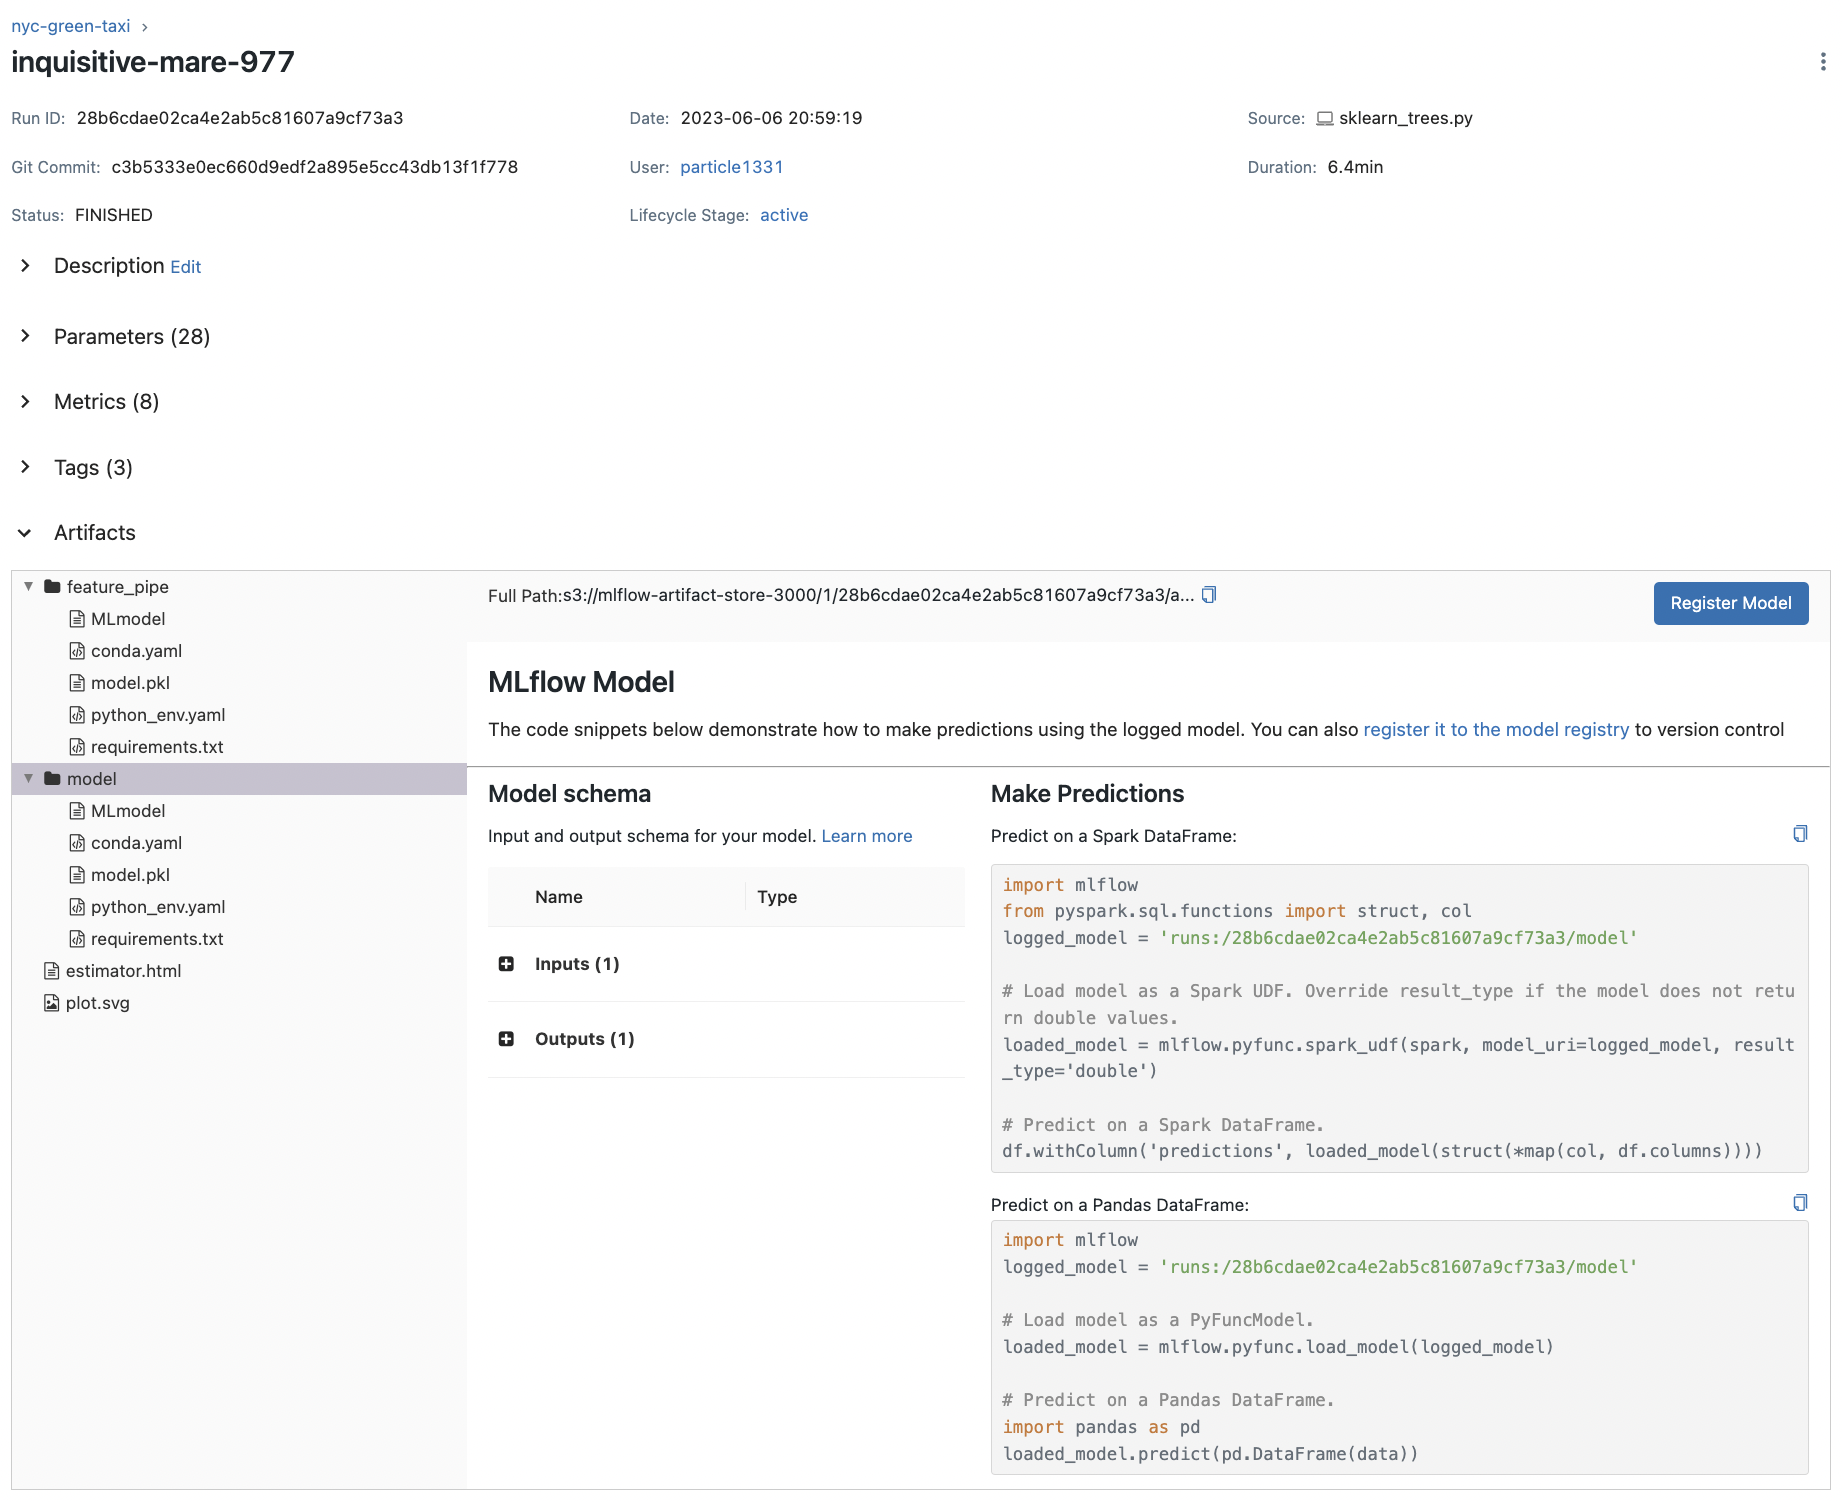 nyc-green-taxi ›
inquisitive-mare-977
Run ID: 28b6cdae02ca4e2ab5c81607a9cf73a3
Date: 2023-06-06 20:59:19
Source: sklearn_trees.py
Git Commit: c3b5333e0ec660d9edf2a895e5cc43db13f1f778
User: particle1331
Duration: 6.4min
Status: FINISHED
Lifecycle Stage: active
Description Edit
Parameters (28)
Metrics (8)
Tags (3)
Artifacts
feature_pipe
MLmodel
conda.yaml
model.pkl
python_env.yaml
requirements.txt
model
MLmodel
conda.yaml
model.pkl
python_env.yaml
requirements.txt
estimator.html
plot.svg
Full Path:s3://mlflow-artifact-store-3000/1/28b6cdae02ca4e2ab5c81607a9cf73a3/a...
Register Model
MLflow Model
The code snippets below demonstrate how to make predictions using the logged model. You can also register it to the model registry to version control
Model schema
Input and output schema for your model. Learn more
Name Type
Inputs (1)
Outputs (1)
Make Predictions
Predict on a Spark DataFrame:
import mlflow
from pyspark.sql.functions import struct, col
logged_model = 'runs:/28b6cdae02ca4e2ab5c81607a9cf73a3/model'
# Load model as a Spark UDF. Override result_type if the model does not retu
rn double values.
loaded_model = mlflow.pyfunc.spark_udf(spark, model_uri=logged_model, result
_type='double')
# Predict on a Spark DataFrame.
df.withColumn('predictions', loaded_model(struct(*map(col, df.columns))))
Predict on a Pandas DataFrame:
import mlflow
logged_model = 'runs:/28b6cdae02ca4e2ab5c81607a9cf73a3/model'
# Load model as a PyFuncModel.
loaded_model = mlflow.pyfunc.load_model(logged_model)
# Predict on a Pandas DataFrame.
import pandas as pd
loaded_model.predict(pd.DataFrame(data))